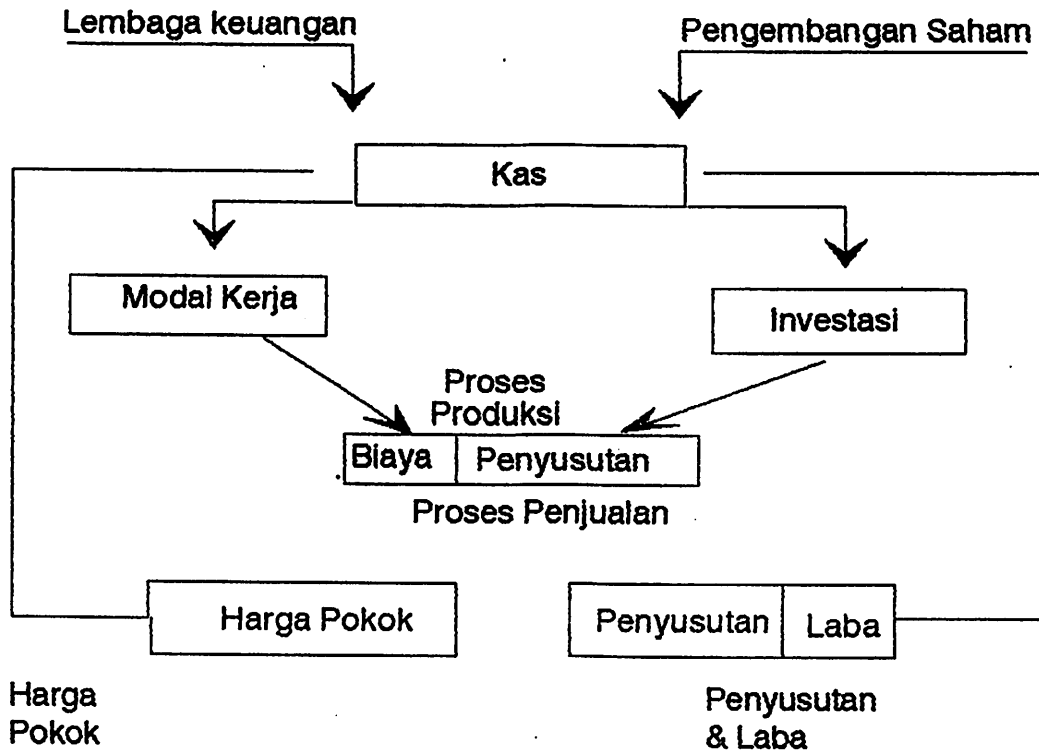 Lembaga keuangan
Pengembangan Saham
Kas
Modal Kerja
Investasi
Proses
Produksi
Biaya
Penyusutan
Proses Penjualan
Harga Pokok
Penyusutan
Laba
Harga
Pokok
Penyusutan
& Laba